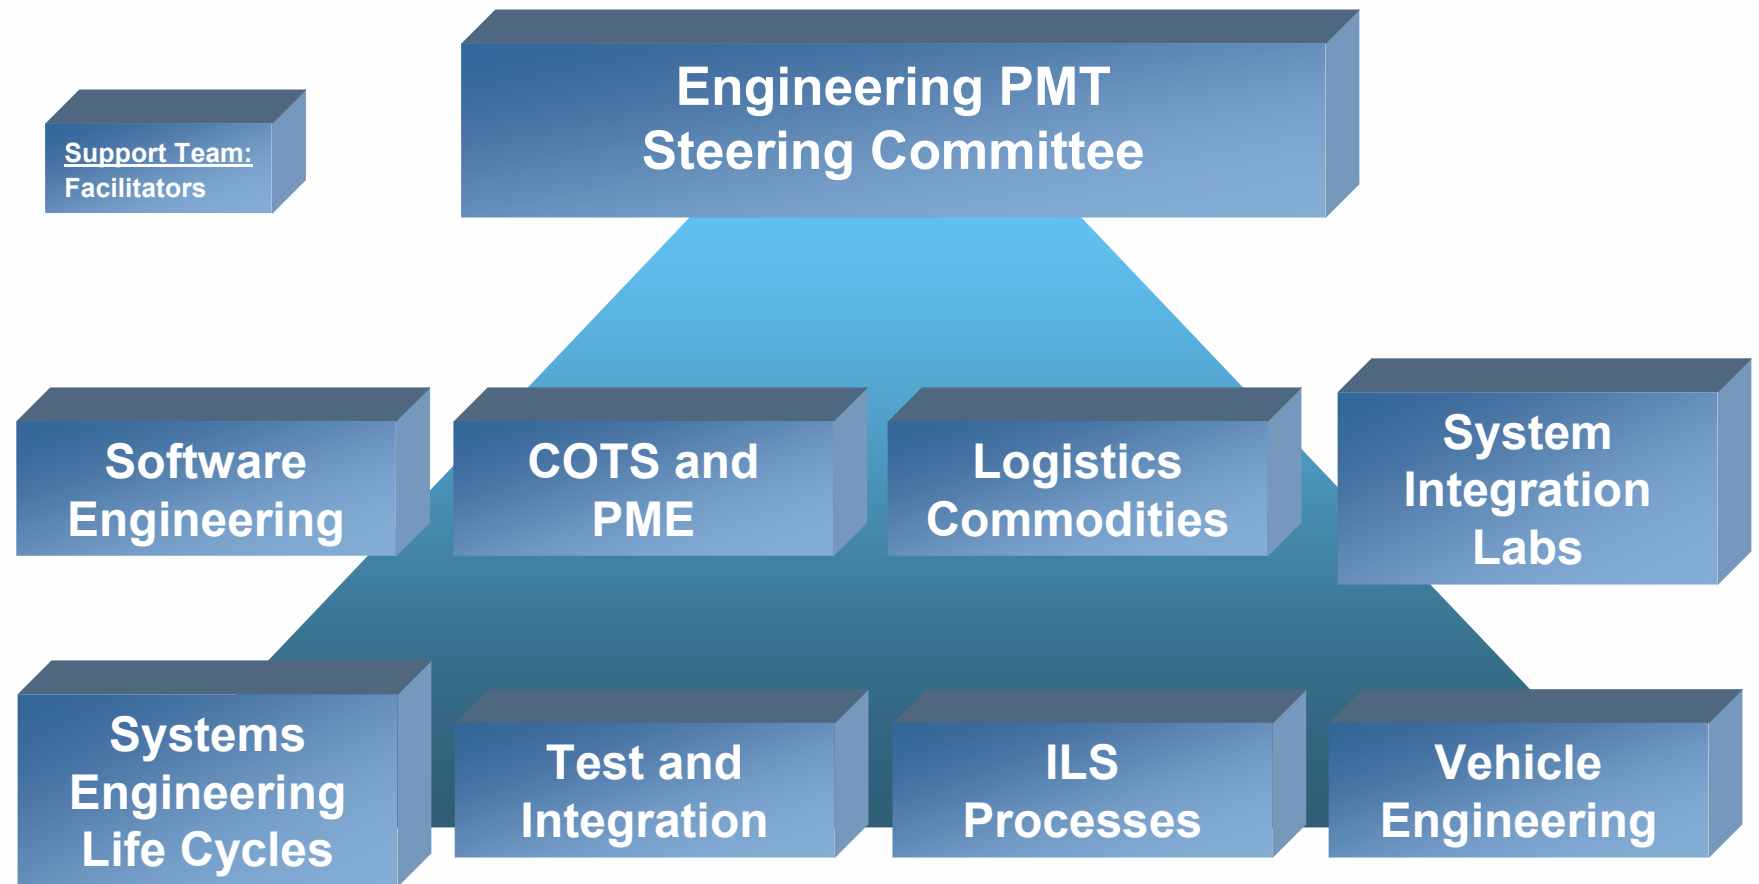 Engineering PMT
Steering Committee
Support Team:
Facilitators
Software
Engineering
COTS and
PME
Logistics
Commodities
System
Integration
Labs
Systems
Engineering
Life Cycles
Test and
Integration
ILS
Processes
Vehicle
Engineering